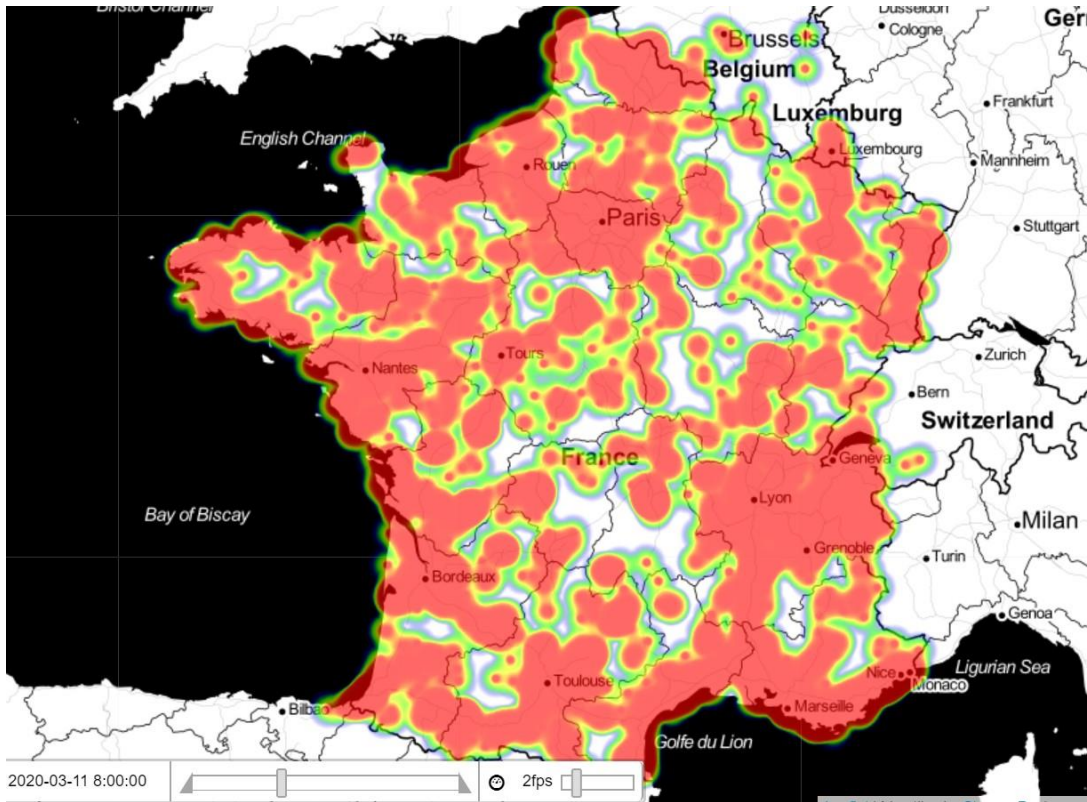 Bristol Channel
Dusseldorf
Cologne
Ger
Brussels
Belgium
Frankfurt
Luxemburg
English Channel
Luxembourg
Mannheim
Rouen
Paris
Stuttgart
Tours
Zurich
Nantes
Bern
Switzerland
France
Geneva
Lyon
Bay of Biscay
Milan
Grenoble
Turin
Bordeaux
Genoa
Ligurian Sea
Nice
Toulouse
Monaco
Bilbao
Marseille
Golfe du Lion
2020-03-11 8:00:00
2fps